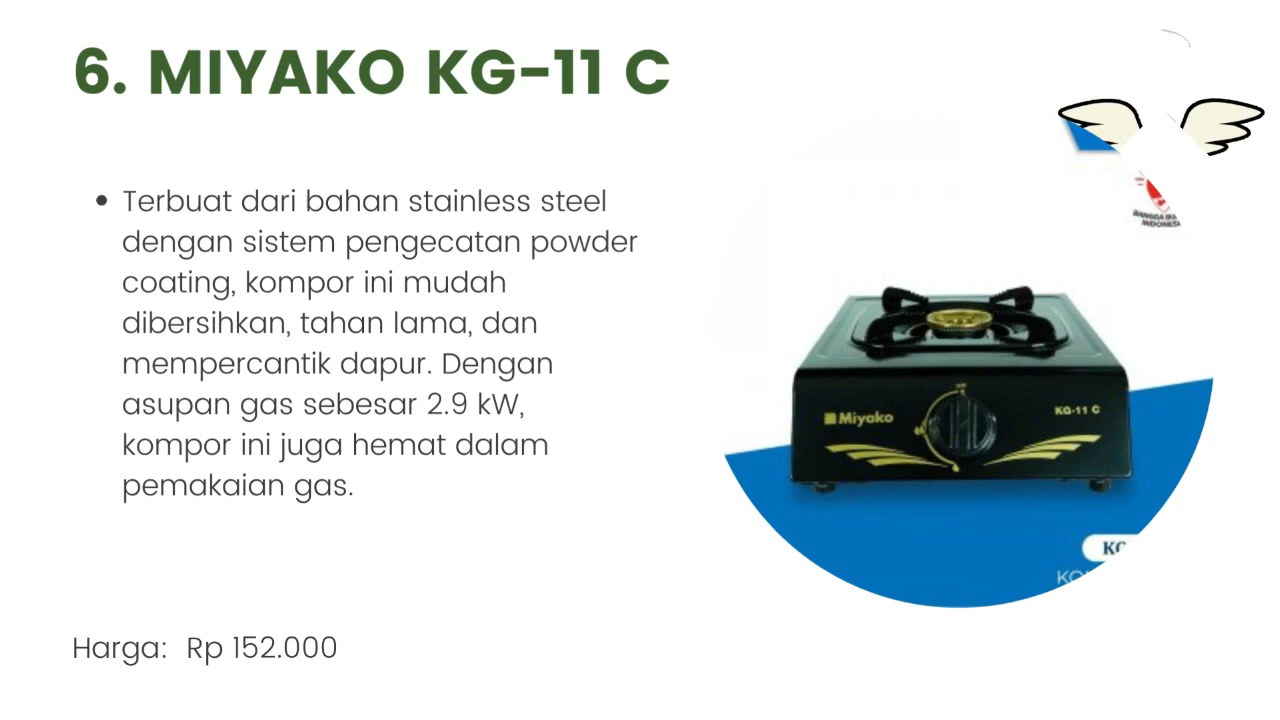 6. MIYAKO KG-11 C
• Terbuat dari bahan stainless steel
dengan sistem pengecatan powder
coating, kompor ini mudah
dibersihkan, tahan lama, dan
mempercantik dapur. Dengan
asupan gas sebesar 2.9 kW,
kompor ini juga hemat dalam
pemakaian gas.
BANGGA
Miyako
KG-11 C
Harga: Rp 152.000